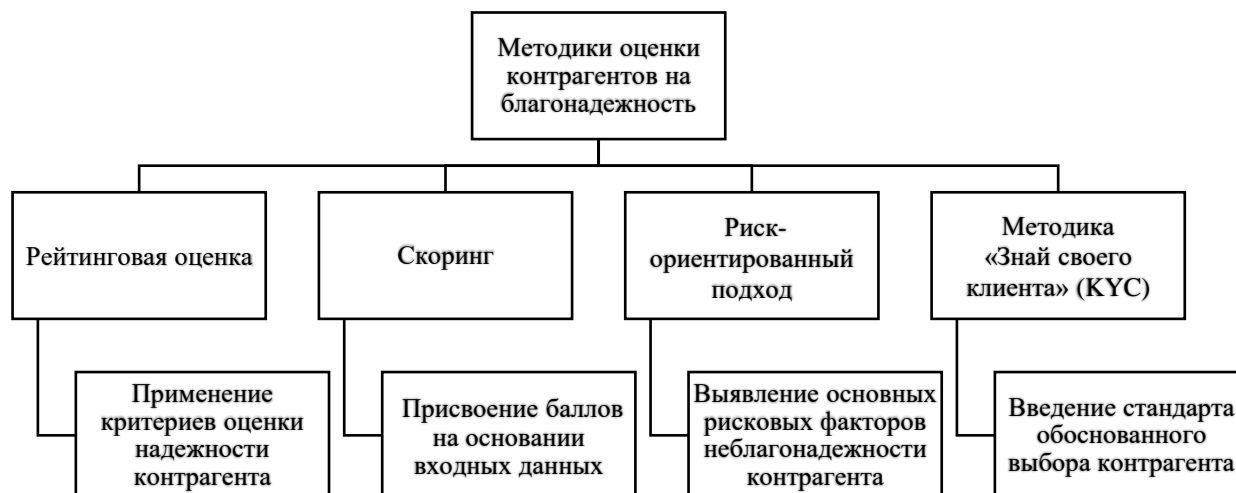 Методики оценки
контрагентов на
благонадежность
Рейтинговая оценка
Скоринг
Риск-
ориентированный
подход
Методика
«Знай своего
клиента» (KYC)
Применение
критериев оценки
надежности
контрагента
Присвоение баллов
на основании
входных данных
Выявление основных
рисковых факторов
неблагонадежности
контрагента
Введение стандарта
обоснованного
выбора контрагента